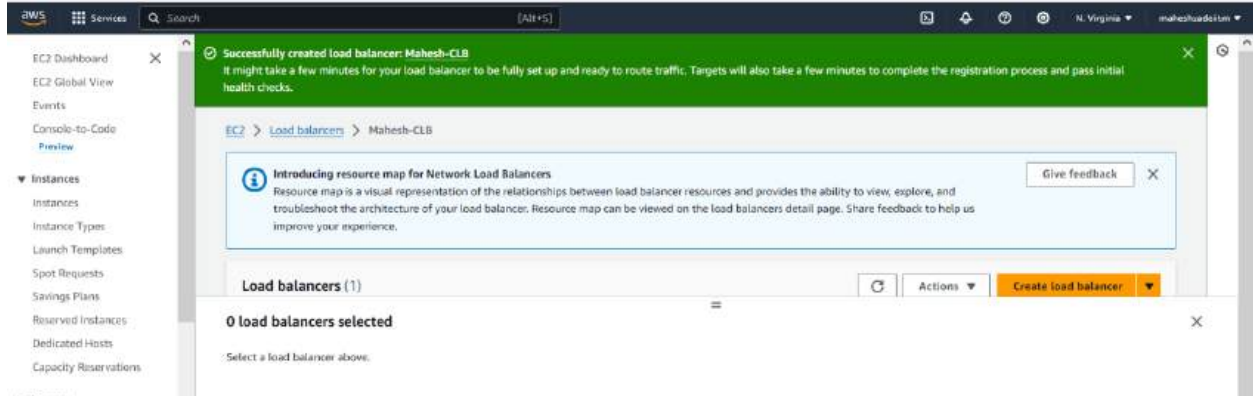 aws
Services
Search
[Alt+S]
N. Virginia
EC2 Dashboard
EC2 Global View
Events
Console-to-Code
Preview
Instances
Instances
Instance Types
Launch Templates
Spot Requests
Savings Plans
Reserved Instances
Dedicated Hosts
Capacity Reservations
Successfully created load balancer: Mahesh-CLB
It might take a few minutes for your load balancer to be fully set up and ready to route traffic. Targets will also take a few minutes to complete the registration process and pass initial
health checks.
EC2 > Load balancers > Mahesh-CLB
Introducing resource map for Network Load Balancers
Resource map is a visual representation of the relationships between load balancer resources and provides the ability to view, explore, and
troubleshoot the architecture of your load balancer. Resource map can be viewed on the load balancers detail page. Share feedback to help us
improve your experience.
Give feedback
Load balancers (1)
Actions
Create load balancer
0 load balancers selected
Select a load balancer above.